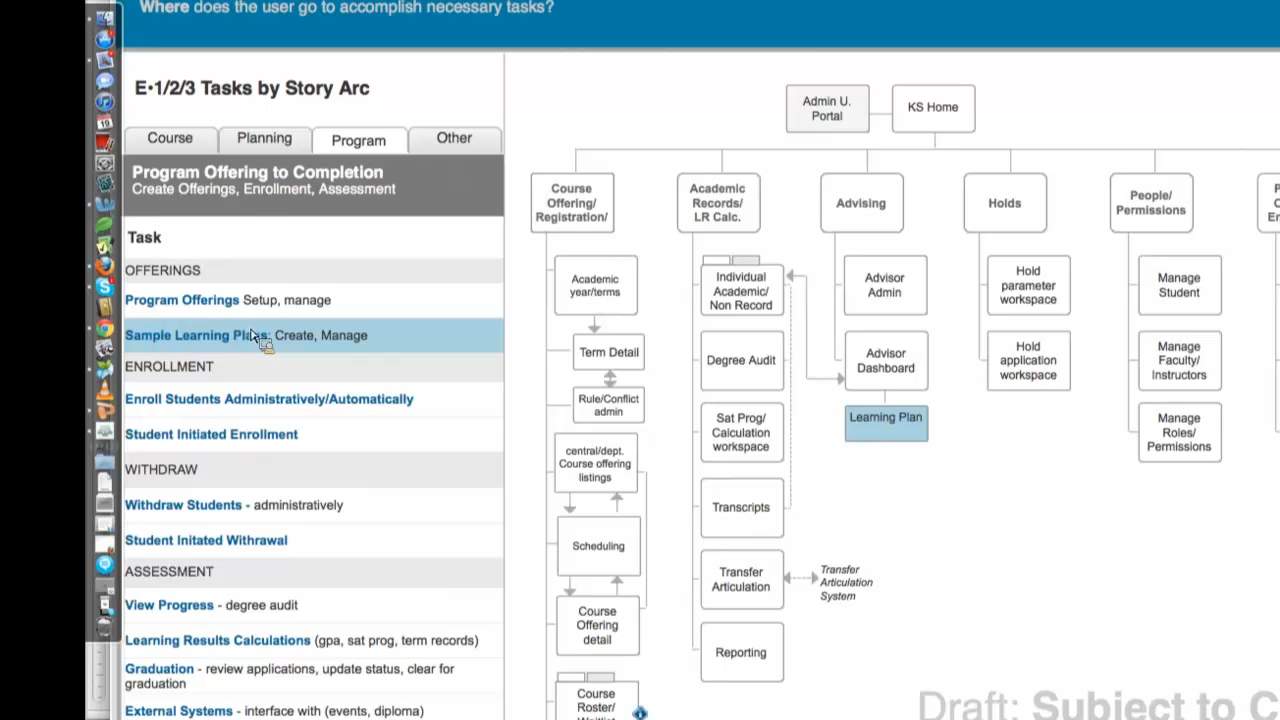 Where does the user go to accomplish necessary tasks?
E•1/2/3 Tasks by Story Arc
Course
Planning
Program
Other
Program Offering to Completion
Create Offerings, Enrollment, Assessment
Task
OFFERINGS
Program Offerings Setup, manage
Sample Learning Plans: Create, Manage
ENROLLMENT
Enroll Students Administratively/Automatically
Student Initiated Enrollment
WITHDRAW
Withdraw Students - administratively
Student Initated Withrawal
ASSESSMENT
View Progress - degree audit
Learning Results Calculations (gpa, sat prog, term records)
Graduation - review applications, update status, clear for
graduation
External Systems - interface with (events, diploma)
Admin U.
Portal
KS Home
Course
Offering/
Registration/
Academic
Records/
LR Calc.
Advising
Holds
People/
Permissions
Academic
year/terms
Term Detail
Rule/Conflict
admin
central/dept.
Course offering
listings
Scheduling
Course
Offering
detail
Course
Roster/
Individual
Academic/
Non Record
Degree Audit
Sat Prog/
Calculation
workspace
Transcripts
Transfer
Articulation
Transfer
Articulation
System
Reporting
Advisor
Admin
Advisor
Dashboard
Learning Plan
Hold
parameter
workspace
Hold
application
workspace
Manage
Student
Manage
Faculty/
Instructors
Manage
Roles/
Permissions
Draft: Subject to C